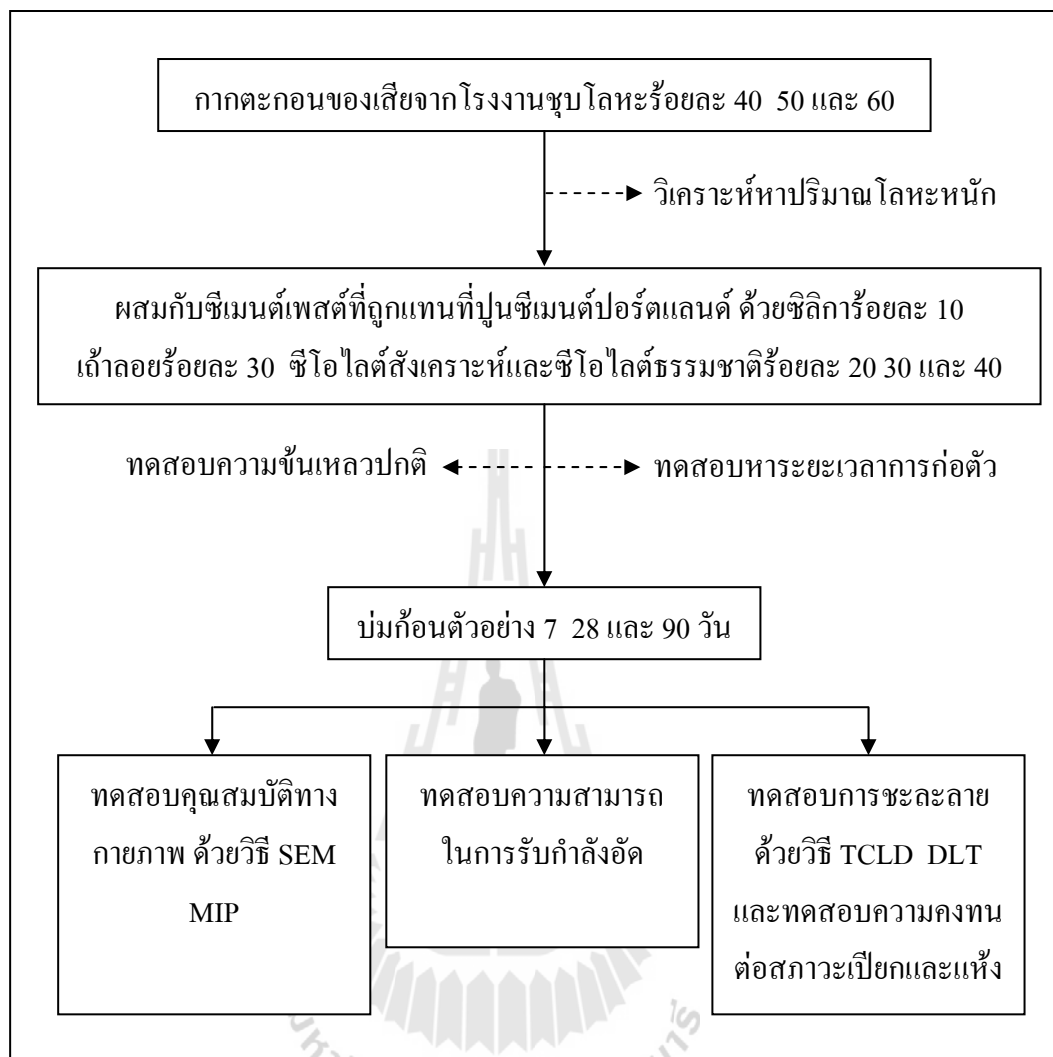 กากตะกอนของเสียจากโรงงานชุบโลหะร้อยละ 40 50 และ 60
วิเคราะห์หาปริมาณโลหะหนัก
ผสมกับซีเมนต์เพสต์ที่ถูกแทนที่ปูนซีเมนต์ปอร์ตแลนด์ ด้วยซิลิการ้อยละ 10
เถ้าลอยร้อยละ 30 ซีโอไลต์สังเคราะห์และซีโอไลต์ธรรมชาติร้อยละ 20 30 และ 40
ทดสอบความข้นเหลวปกติ
ทดสอบหาระยะเวลาการก่อตัว
บ่มก้อนตัวอย่าง 7 28 และ 90 วัน
ทดสอบคุณสมบัติทาง
กายภาพ ด้วยวิธี SEM
MIP
ทดสอบความสามารถ
ในการรับกำลังอัด
ทดสอบการชะละลาย
ด้วยวิธี TCLD DLT
และทดสอบความคงทน
ต่อสภาวะเปียกและแห้ง